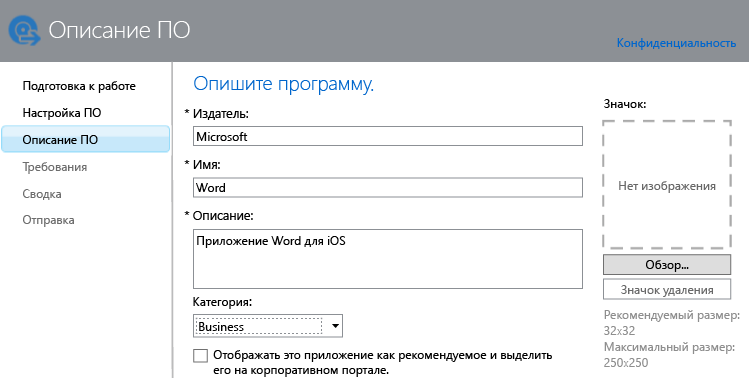 Описание ПО
Конфиденциальность
Подготовка к работе
Настройка ПО
Описание ПО
Требования
Сводка
Отправка
Опишите программу.
* Издатель:
Microsoft
* Имя:
Word
* Описание:
Приложение Word для iOS
Категория:
Business
Отображать это приложение как рекомендуемое и выделить
его на корпоративном портале.
Значок:
Нет изображения
Обзор...
Значок удаления
Рекомендуемый размер:
32x32
Максимальный размер:
250x250